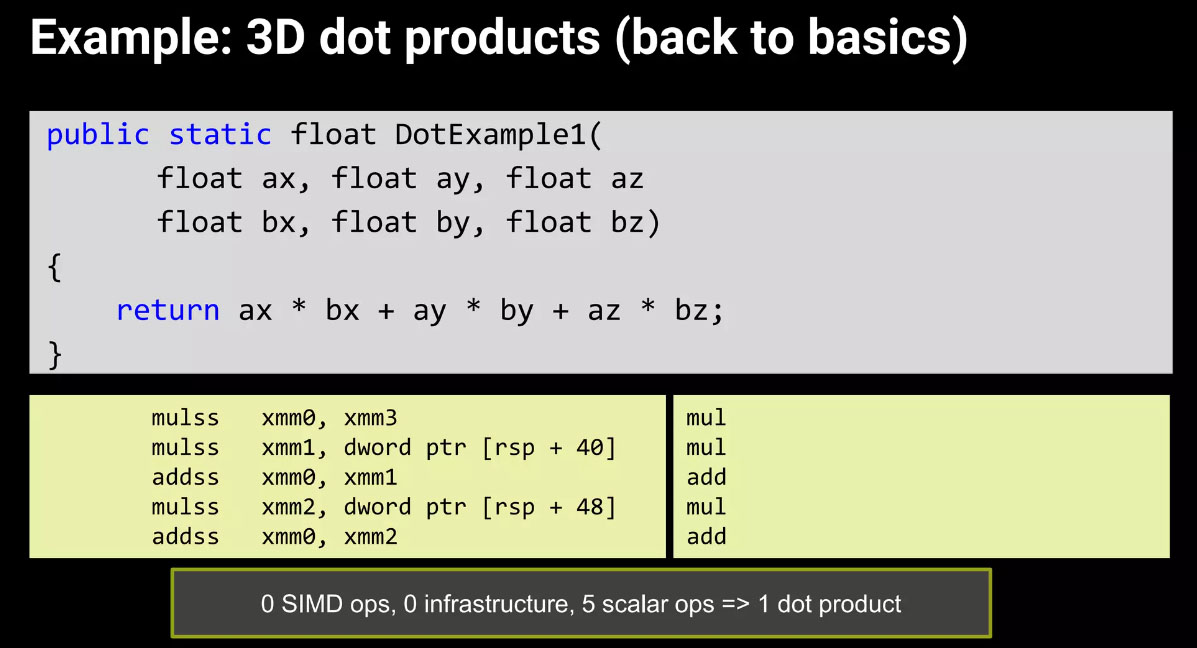 Example: 3D dot products (back to basics)
public static float DotExample1(
float ax, float ay, float az
float bx, float by, float bz)
{
return ax * bx + ay * by + az * bz;
}
mulss xmm0, xmm3
mulss xmm1, dword ptr [rsp + 40]
addss xmm0, xmm1
mulss xmm2, dword ptr [rsp + 48]
addss xmm0, xmm2
mul
mul
add
mul
add
0 SIMD ops, 0 infrastructure, 5 scalar ops => 1 dot product